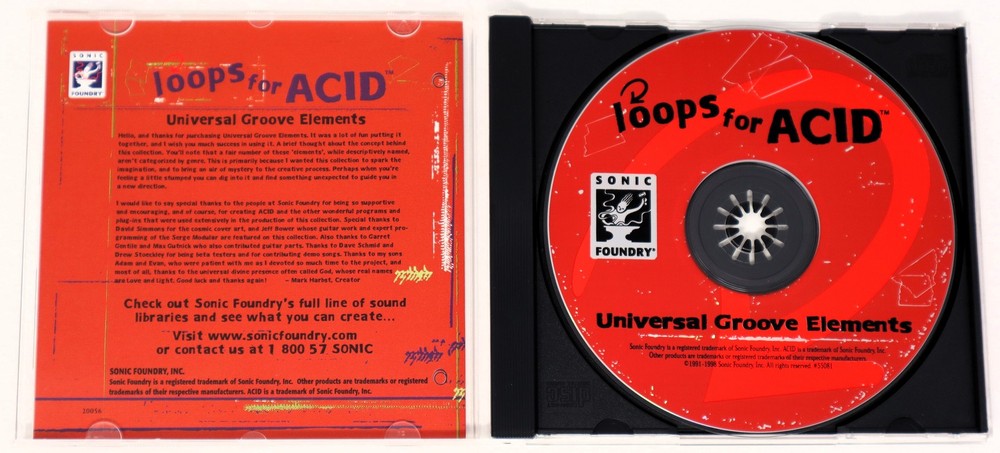 SONIC
FOUNDRY
loops for ACID™
Universal Groove Elements
Hello, and thanks for purchasing Universal Groove Elements. It was a lot of fun putting it
together, and I wish you much success in using it. A brief thought about the concept behind
this collection. You'll note that a fair number of these 'elements', while descriptively named,
aren't categorized by genre. This is primarily because I wanted this collection to spark the
imagination, and to bring an air of mystery to the creative process. Perhaps when you're
feeling a little stumped you can dig into it and find something unexpected to guide you in
a new direction.
I would like to say special thanks to the people at Sonic Foundry for being so supportive
and encouraging, and of course, for creating ACID and the other wonderful programs and
plug-ins that were used extensively in the production of this collection. Special thanks to
David Simmons for the cosmic cover art, and Jeff Bower whose guitar work and expert pro-
gramming of the Serge Modular are featured on this collection. Also thanks to Garret
Gentile and Max Gutnick who also contributed guitar parts. Thanks to Dave Schmid and
Drew Stoeckley for being beta testers and for contributing demo songs. Thanks to my sons
Adam and Evan, who were patient with me as I devoted so much time to the project, and
most of all, thanks to the universal divine presence often called God, whose real names
are Love and Light. Good luck and thanks again! – Mark Harbet, Creator
Check out Sonic Foundry's full line of sound
libraries and see what you can create...
Visit www.sonicfoundry.com
or contact us at 1 800 57 SONIC
SONIC FOUNDRY, INC.
Sonic Foundry is a registered trademark of Sonic Foundry, Inc. Other products are trademarks or registered
trademarks of their respective manufacturers. ACID is a trademark of Sonic Foundry, Inc.
20056
loops for ACID™
SONIC
FOUNDRY®
Universal Groove Elements
Sonic Foundry is a registered trademark of Sonic Foundry, Inc. ACID is a trademark of Sonic Foundry, Inc.
Other products are trademarks or registered trademarks of their respective manufacturers.
©1991-1998 Sonic Foundry, Inc. All rights reserved.